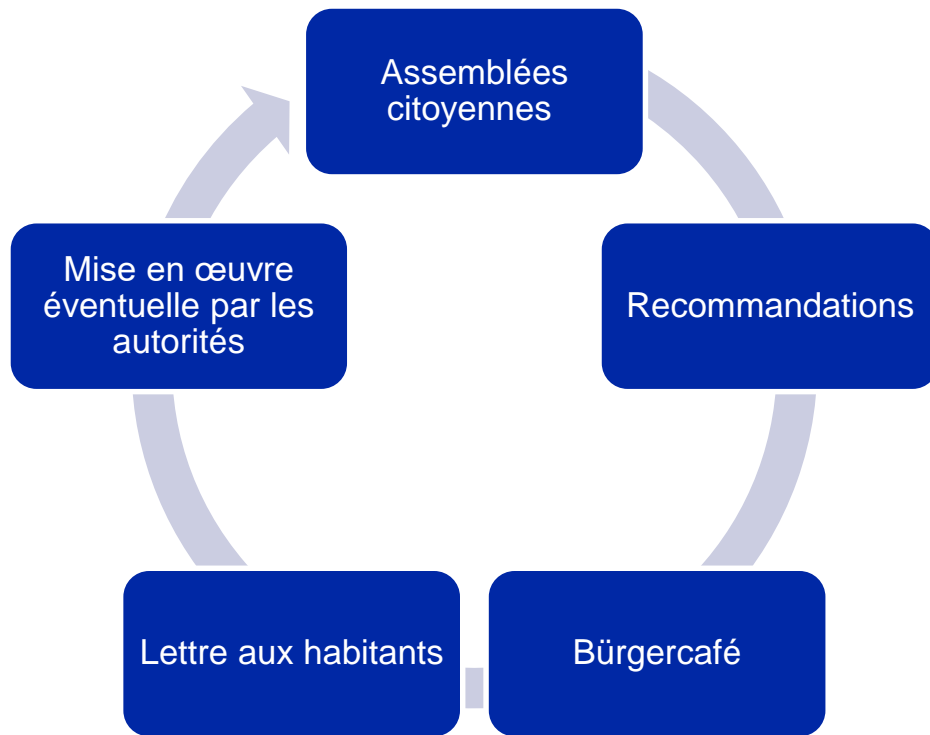 Assemblées
citoyennes
Recommandations
Bürgercafé
Lettre aux habitants
Mise en œuvre
éventuelle par les
autorités